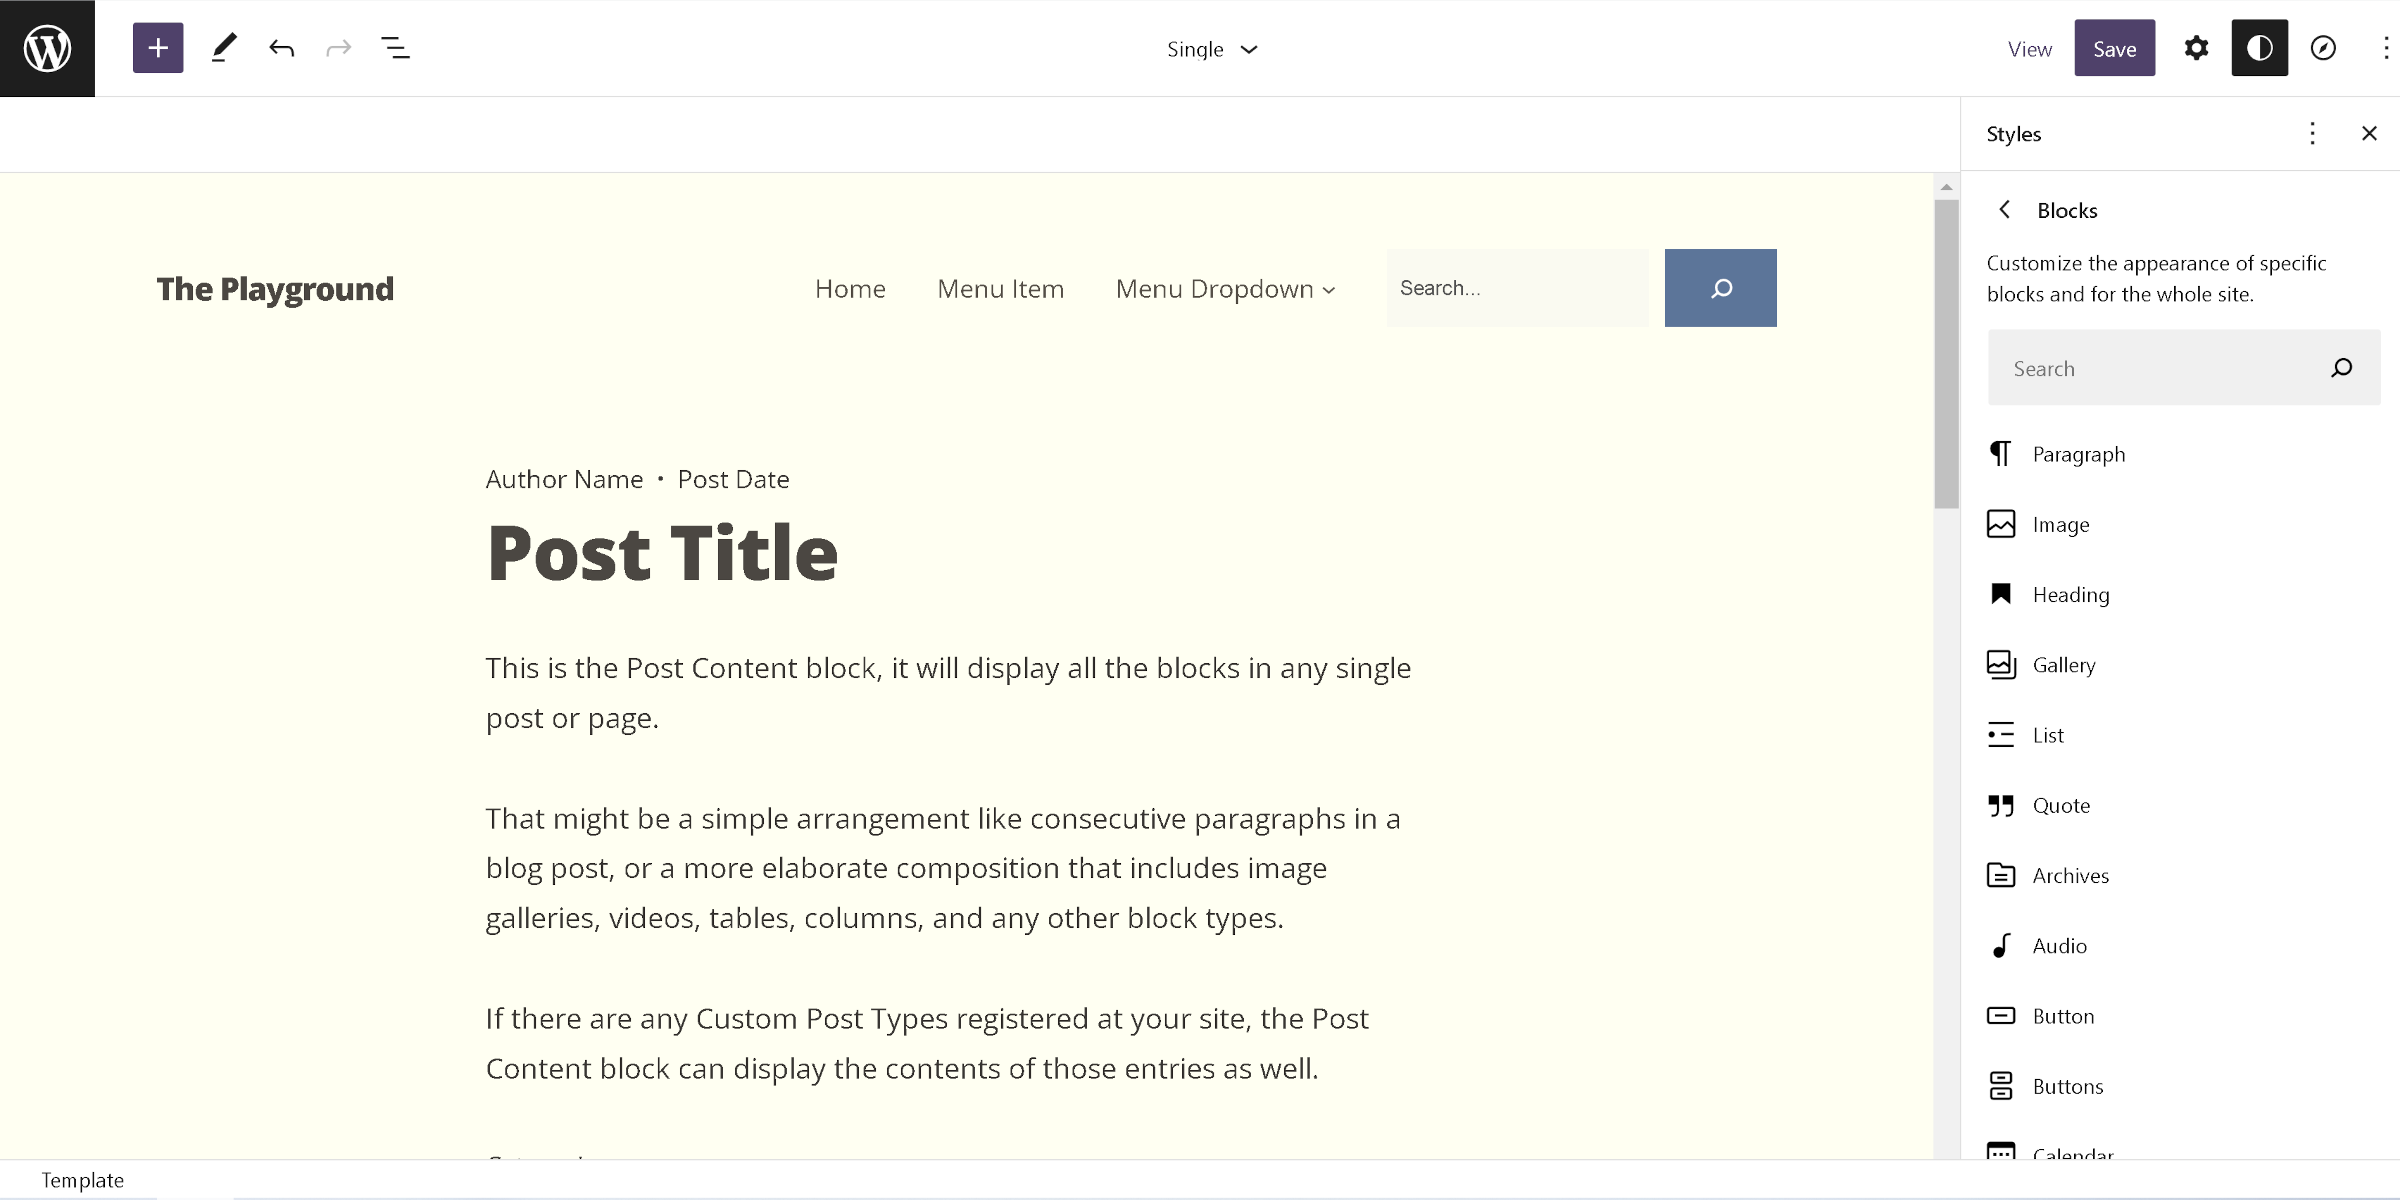 Single
View
Save
Styles
Blocks
Customize the appearance of specific
blocks and for the whole site.
Search
Paragraph
Image
Heading
Gallery
List
Quote
Archives
Audio
Button
Buttons
Calendar
The Playground
Home
Menu Item
Menu Dropdown
Search...
Author Name • Post Date
Post Title
This is the Post Content block, it will display all the blocks in any single
post or page.
That might be a simple arrangement like consecutive paragraphs in a
blog post, or a more elaborate composition that includes image
galleries, videos, tables, columns, and any other block types.
If there are any Custom Post Types registered at your site, the Post
Content block can display the contents of those entries as well.
Template